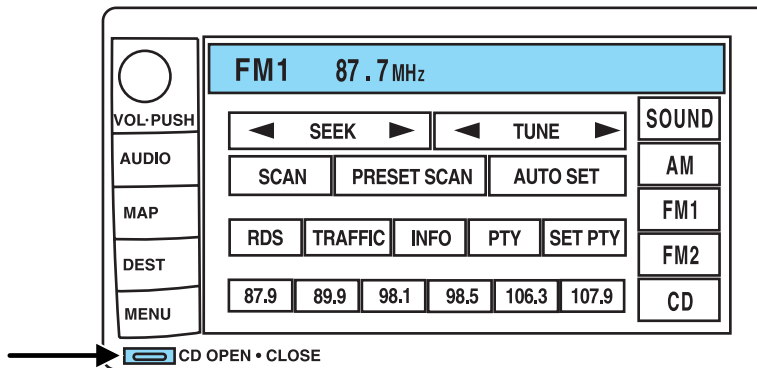 FM1 87.7 MHz
VOL·PUSH
AUDIO
MAP
DEST
MENU
◄ SEEK ► ◄ TUNE ►
SCAN PRESET SCAN AUTO SET
RDS TRAFFIC INFO PTY SET PTY
87.9 89.9 98.1 98.5 106.3 107.9
SOUND
AM
FM1
FM2
CD
CD OPEN • CLOSE